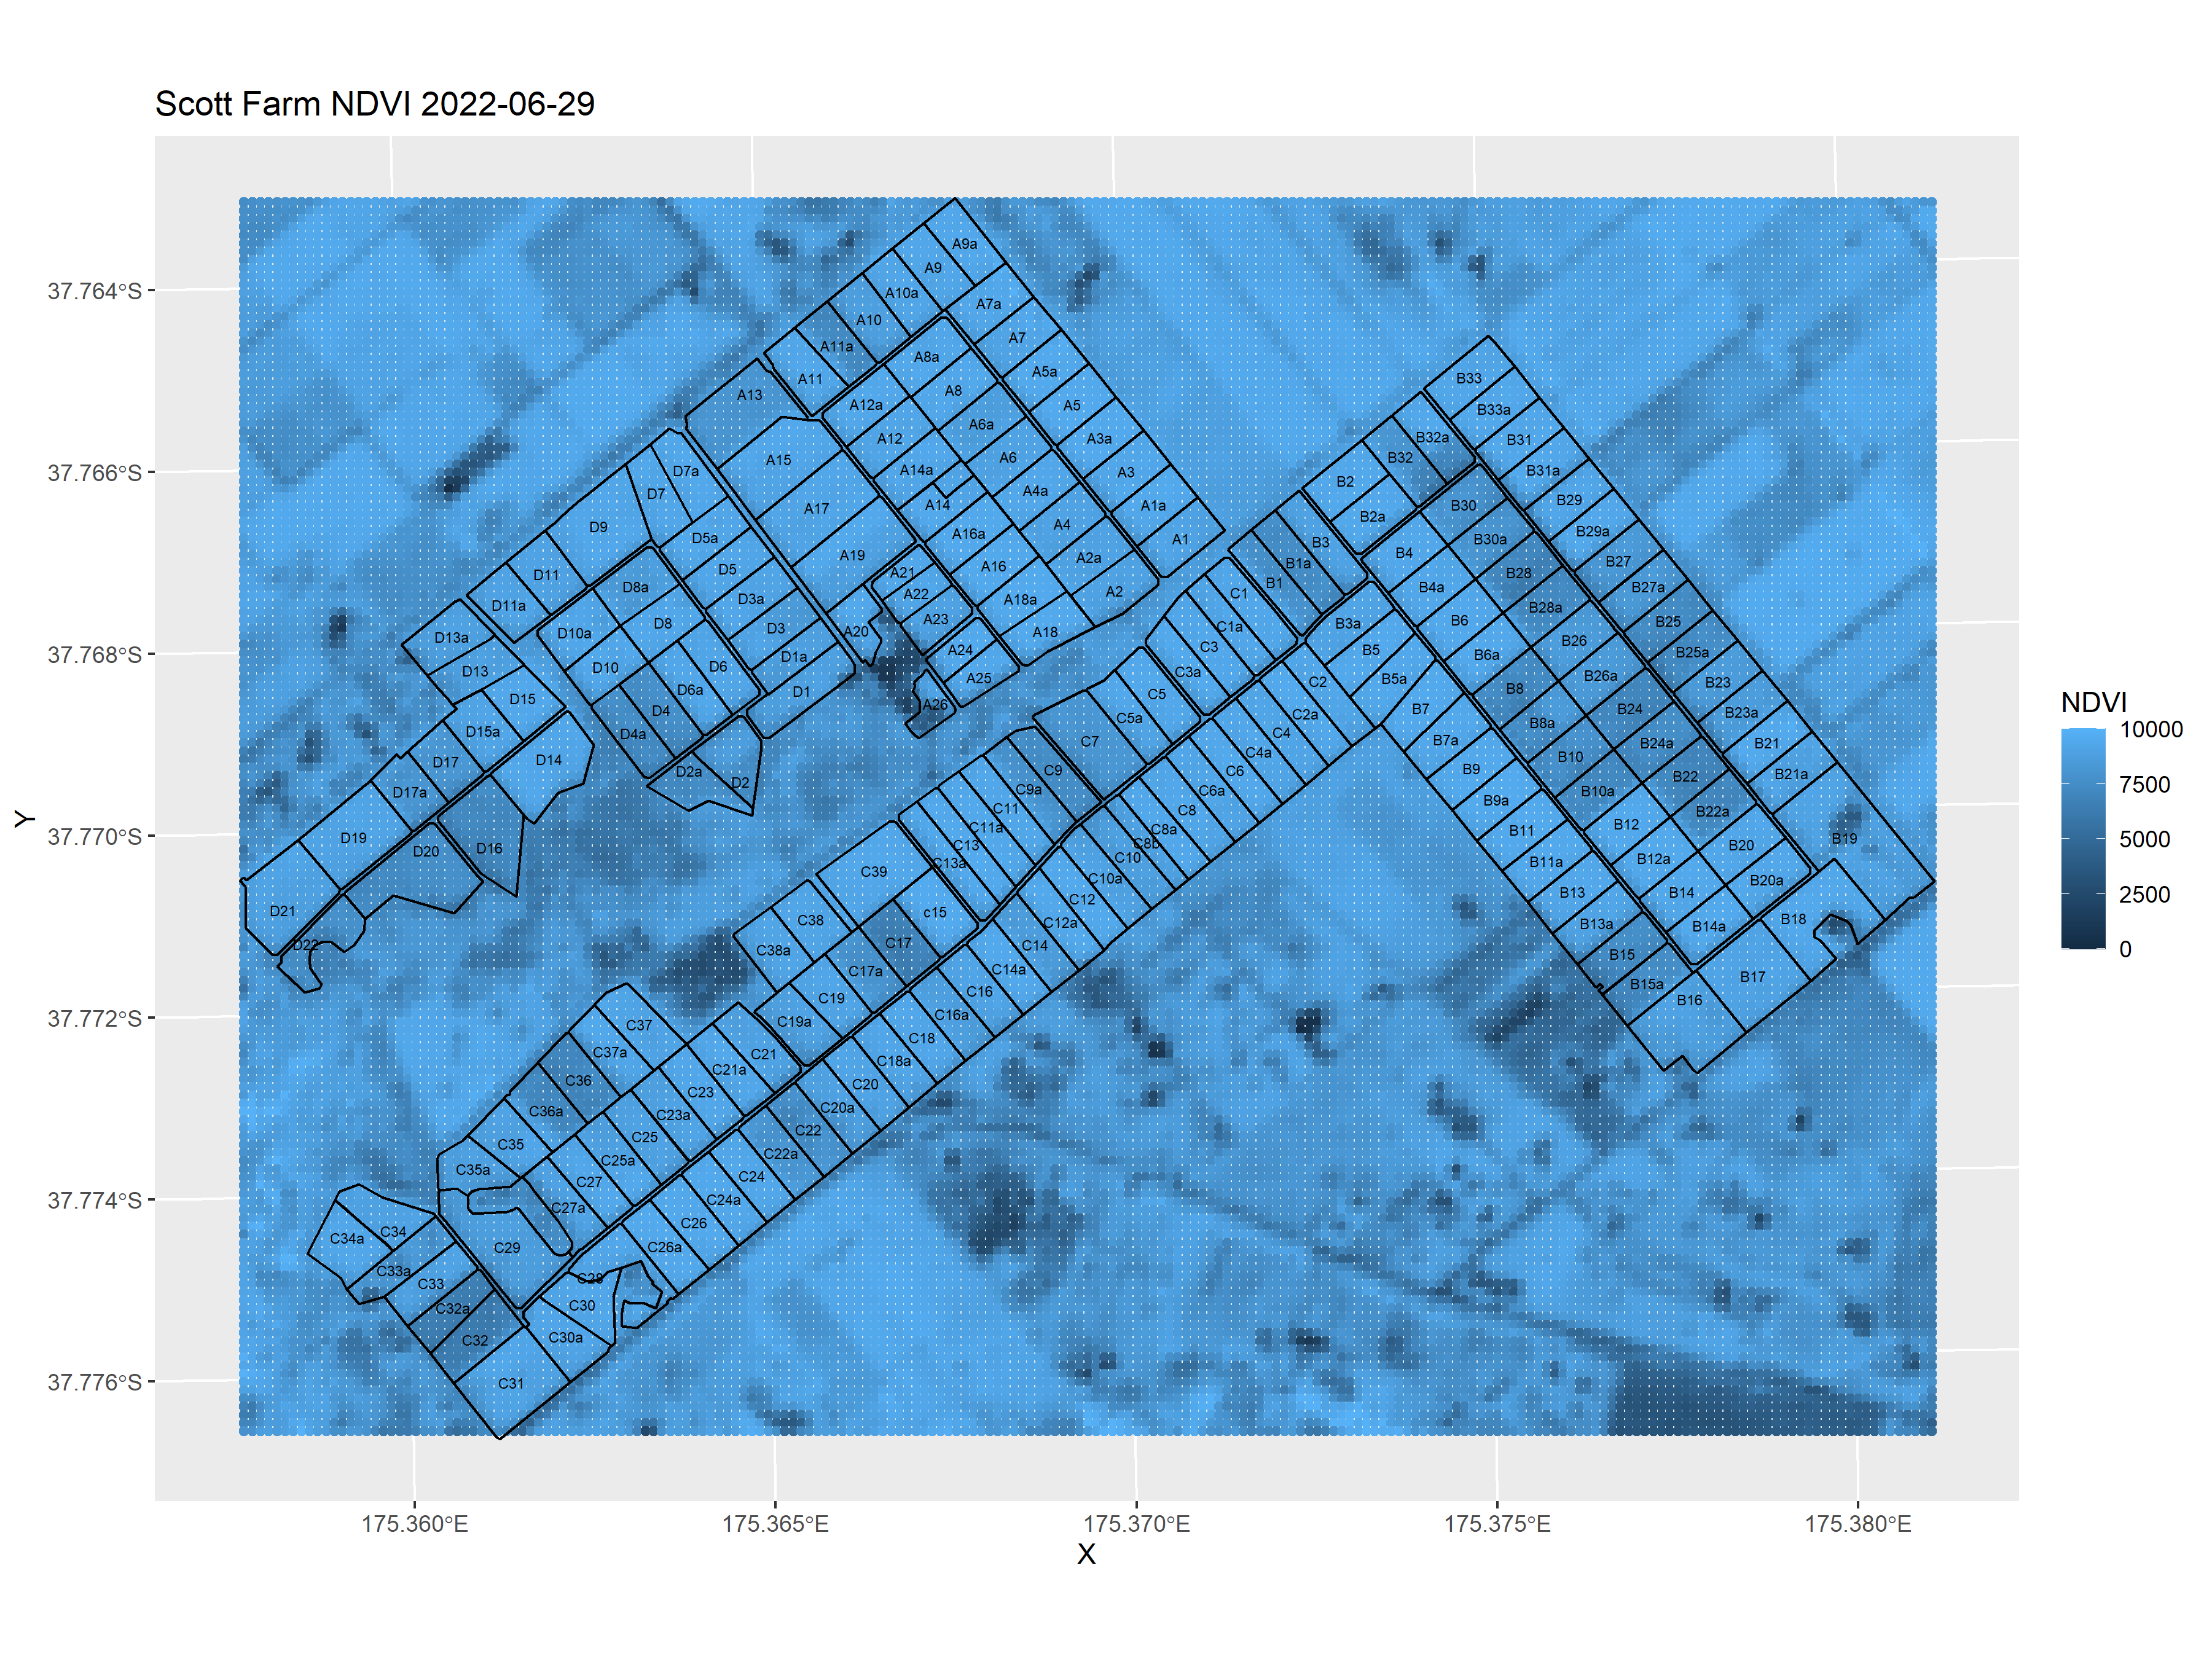 Scott Farm NDVI 2022-06-29
A9a
A9
A10a
A7a
A10
A7
A11a
A8a
A5a
A11
A8
B33
A13
A12a
A5
B33a
A6a
A12
A3a
B32a
B31
A15
A6
B32
D7a
A14a
A3
B31a
B2
D7
A4a
A14
A1a
B29
B30
A17
B2a
D9
A4
B29a
D5a
A16a
A1
B3
B30a
A19
A2a
B4
B27
D5
A16
B1a
B28
D11
A21
B1
D8a
A22
A2
C1
B4a
B27a
D3a
A18a
D11a
B28a
A23
B6
B25
D8
C1a
B3a
D3
A20
A18
D10a
D13a
B26
C3
A24
B5
B25a
D1a
B6a
D6
D10
D13
C3a
B26a
A25
B5a
C2
B23
D6a
B8
D1
C5
D15
A26
B7
B24
D4
B23a
C2a
C5a
B8a
D15a
D4a
C4
B7a
C7
B24a
B21
C4a
D14
B10
D17
C9
C6
B9
D2a
B21a
B22
D2
C9a
C6a
B10a
D17a
B9a
C11
C8
B22a
B12
C11a
C8a
B11
D19
C13
C8b
B20
B19
D16
D20
C10
B12a
C13a
B11a
C39
C10a
B20a
B13
B14
C12
D21
c15
C38
C12a
B13a
B14a
B18
D22
C17
C14
C38a
B15
C17a
C14a
B17
B15a
C16
C19
B16
C16a
C19a
C37
C18
C37a
C21
C18a
C21a
C36
C20
C23
C20a
C36a
C23a
C22
C35
C25
C22a
C25a
C35a
C24
C27
C24a
C27a
C26
C34
C34a
C29
C26a
C33a
C28
C33
C32a
C30
C32
C30a
C31
37.764°S
37.766°S
37.768°S
37.770°S
37.772°S
37.774°S
37.776°S
Y
175.360°E
175.365°E
175.370°E
175.375°E
175.380°E
X
NDVI
10000
7500
5000
2500
0